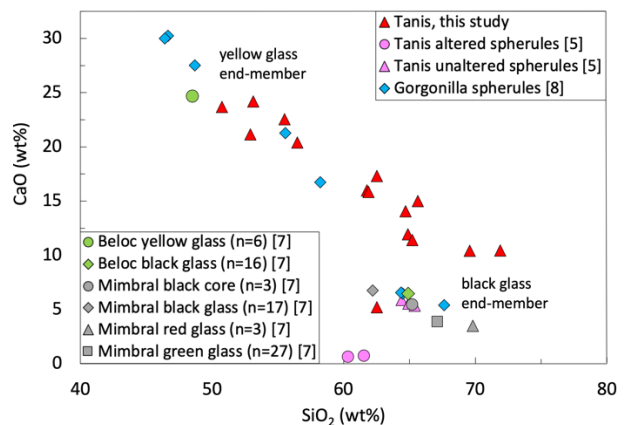 30
25
20
15
10
5
0
CaO (wt%)
40
50
60
70
80
SiO₂ (wt%)
yellow glass
end-member
black glass
end-member
Tanis, this study
Tanis altered spherules [5]
Tanis unaltered spherules [5]
Gorgonilla spherules [8]
Beloc yellow glass (n=6) [7]
Beloc black glass (n=16) [7]
Mimbral black core (n=3) [7]
Mimbral black glass (n=17) [7]
Mimbral red glass (n=3) [7]
Mimbral green glass (n=27) [7]